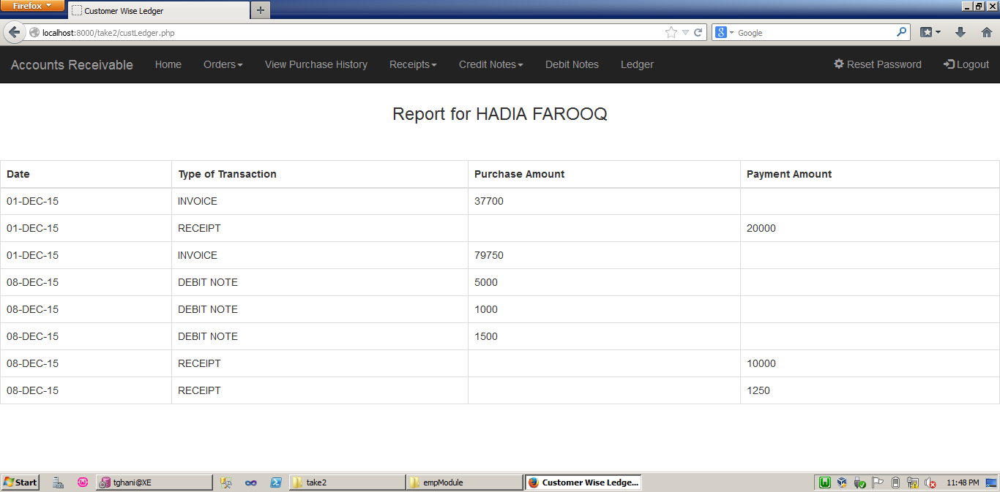 Firefox
Customer Wise Ledger
localhost:8000/take2/custLedger.php
Google
Accounts Receivable Home Orders View Purchase History Receipts Credit Notes Debit Notes Ledger Reset Password Logout
Report for HADIA FAROOQ
Date Type of Transaction Purchase Amount Payment Amount
01-DEC-15 INVOICE 37700
01-DEC-15 RECEIPT 20000
01-DEC-15 INVOICE 79750
08-DEC-15 DEBIT NOTE 5000
08-DEC-15 DEBIT NOTE 1000
08-DEC-15 DEBIT NOTE 1500
08-DEC-15 RECEIPT 10000
08-DEC-15 RECEIPT 1250
Start tghani@XE take2 empModule Customer Wise Ledge... 11:48 PM